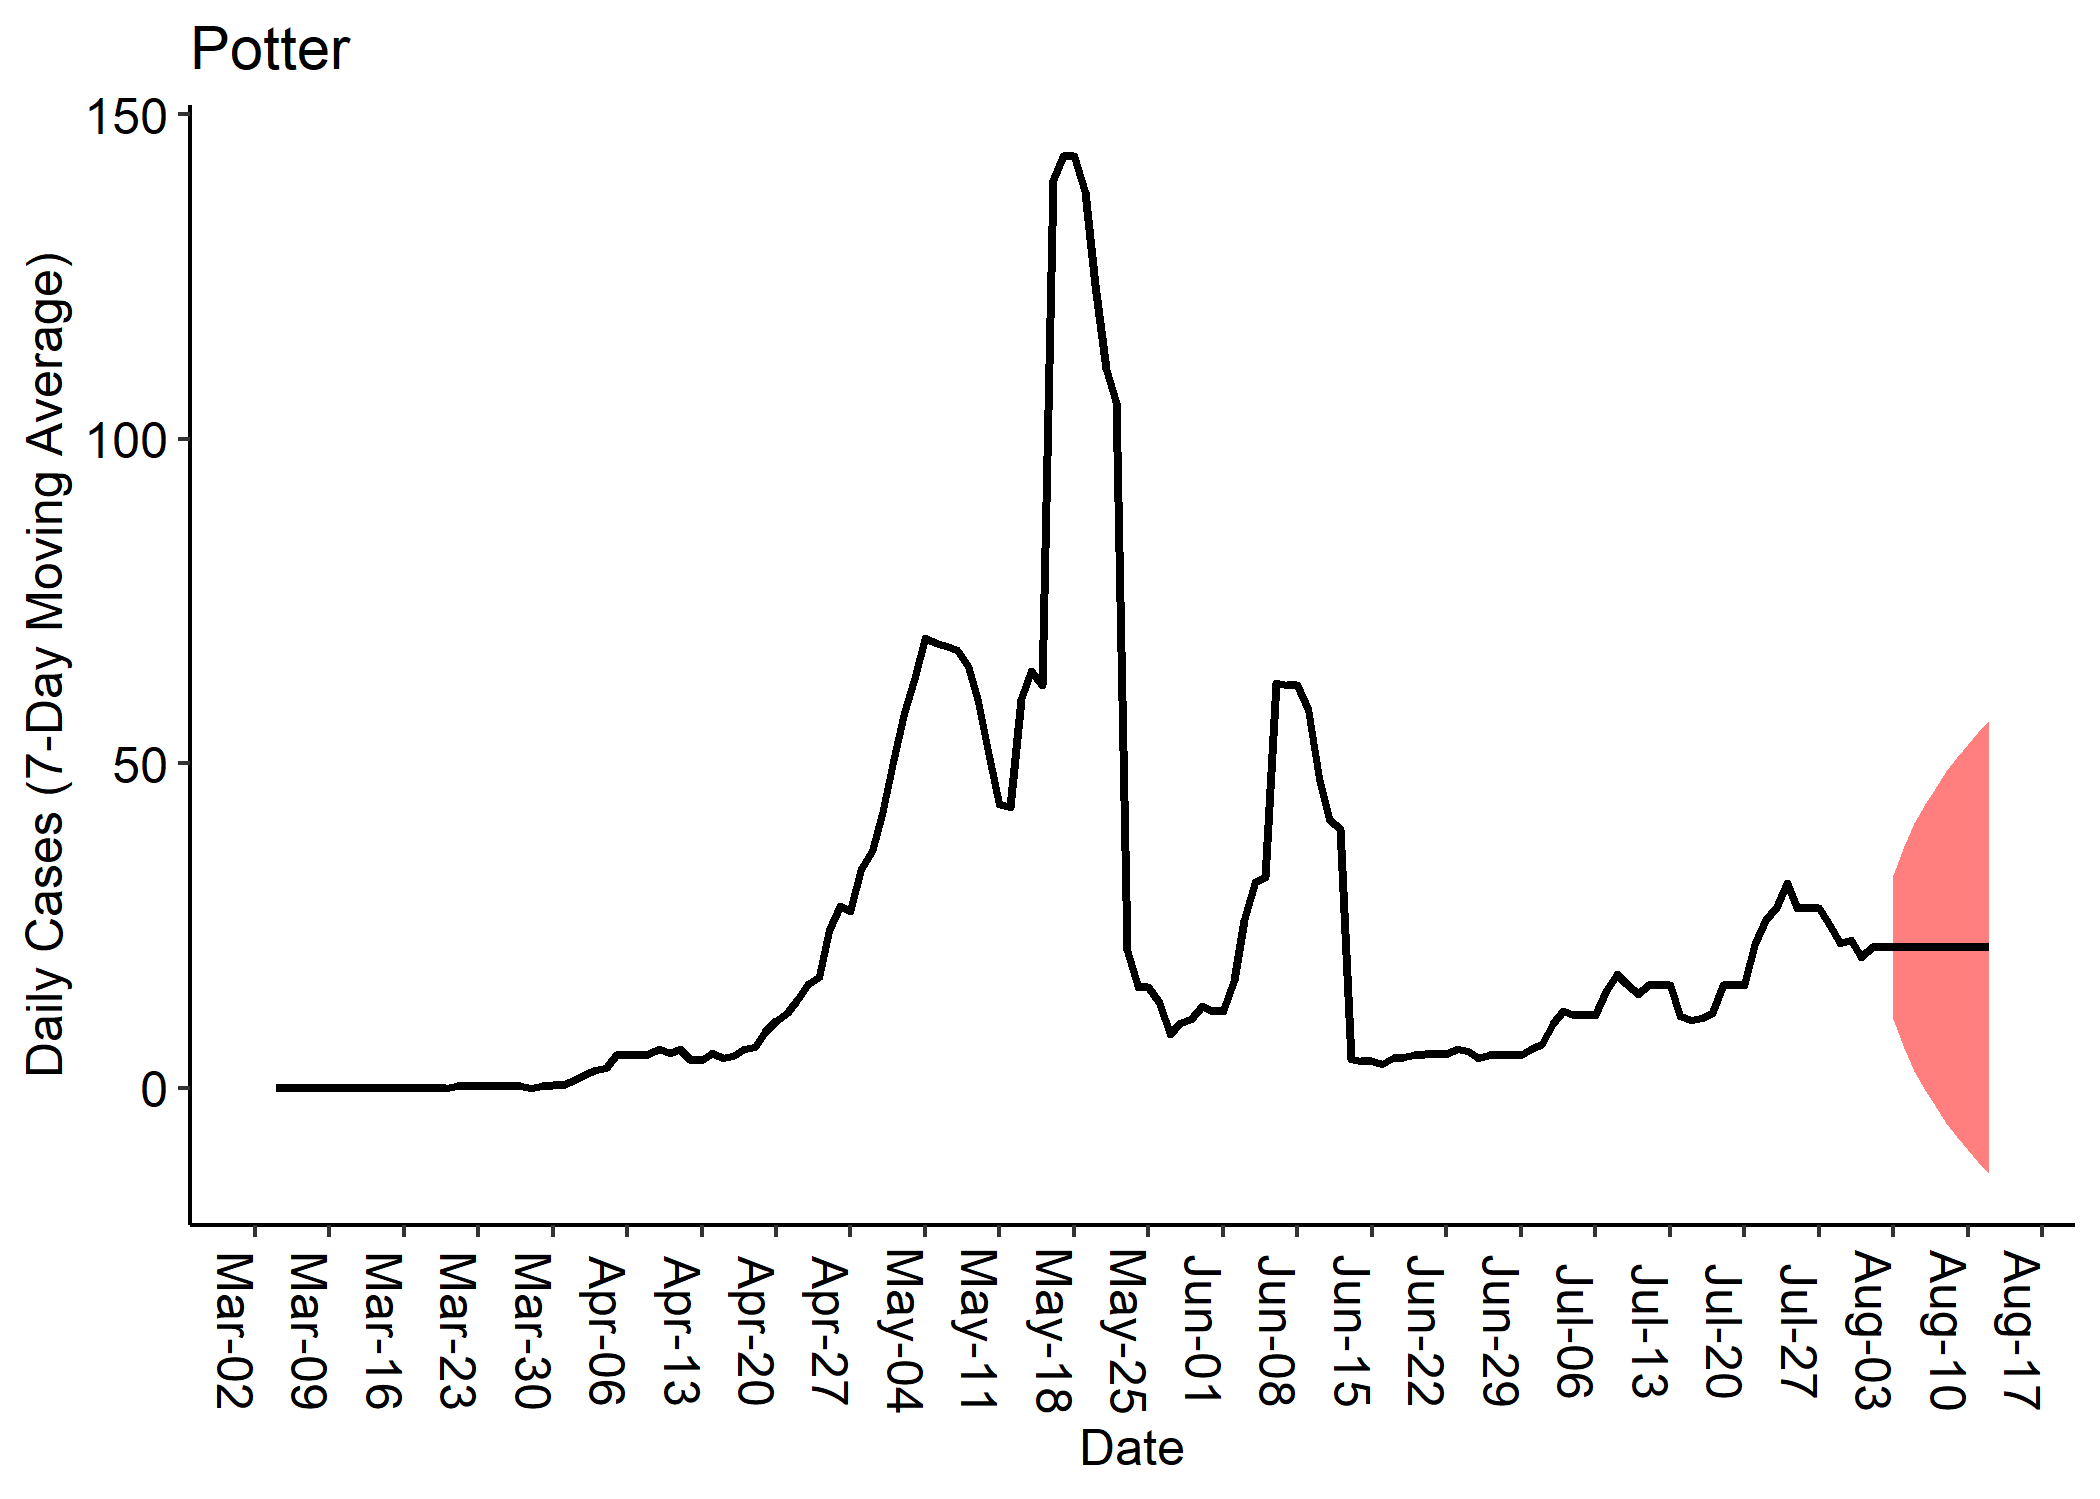 Potter
Daily Cases (7-Day Moving Average)
150
100
50
0
Mar-02
Mar-09
Mar-16
Mar-23
Mar-30
Apr-06
Apr-13
Apr-20
Apr-27
May-04
May-11
May-18
May-25
Jun-01
Jun-08
Jun-15
Jun-22
Jun-29
Jul-06
Jul-13
Jul-20
Jul-27
Aug-03
Aug-10
Aug-17
Date